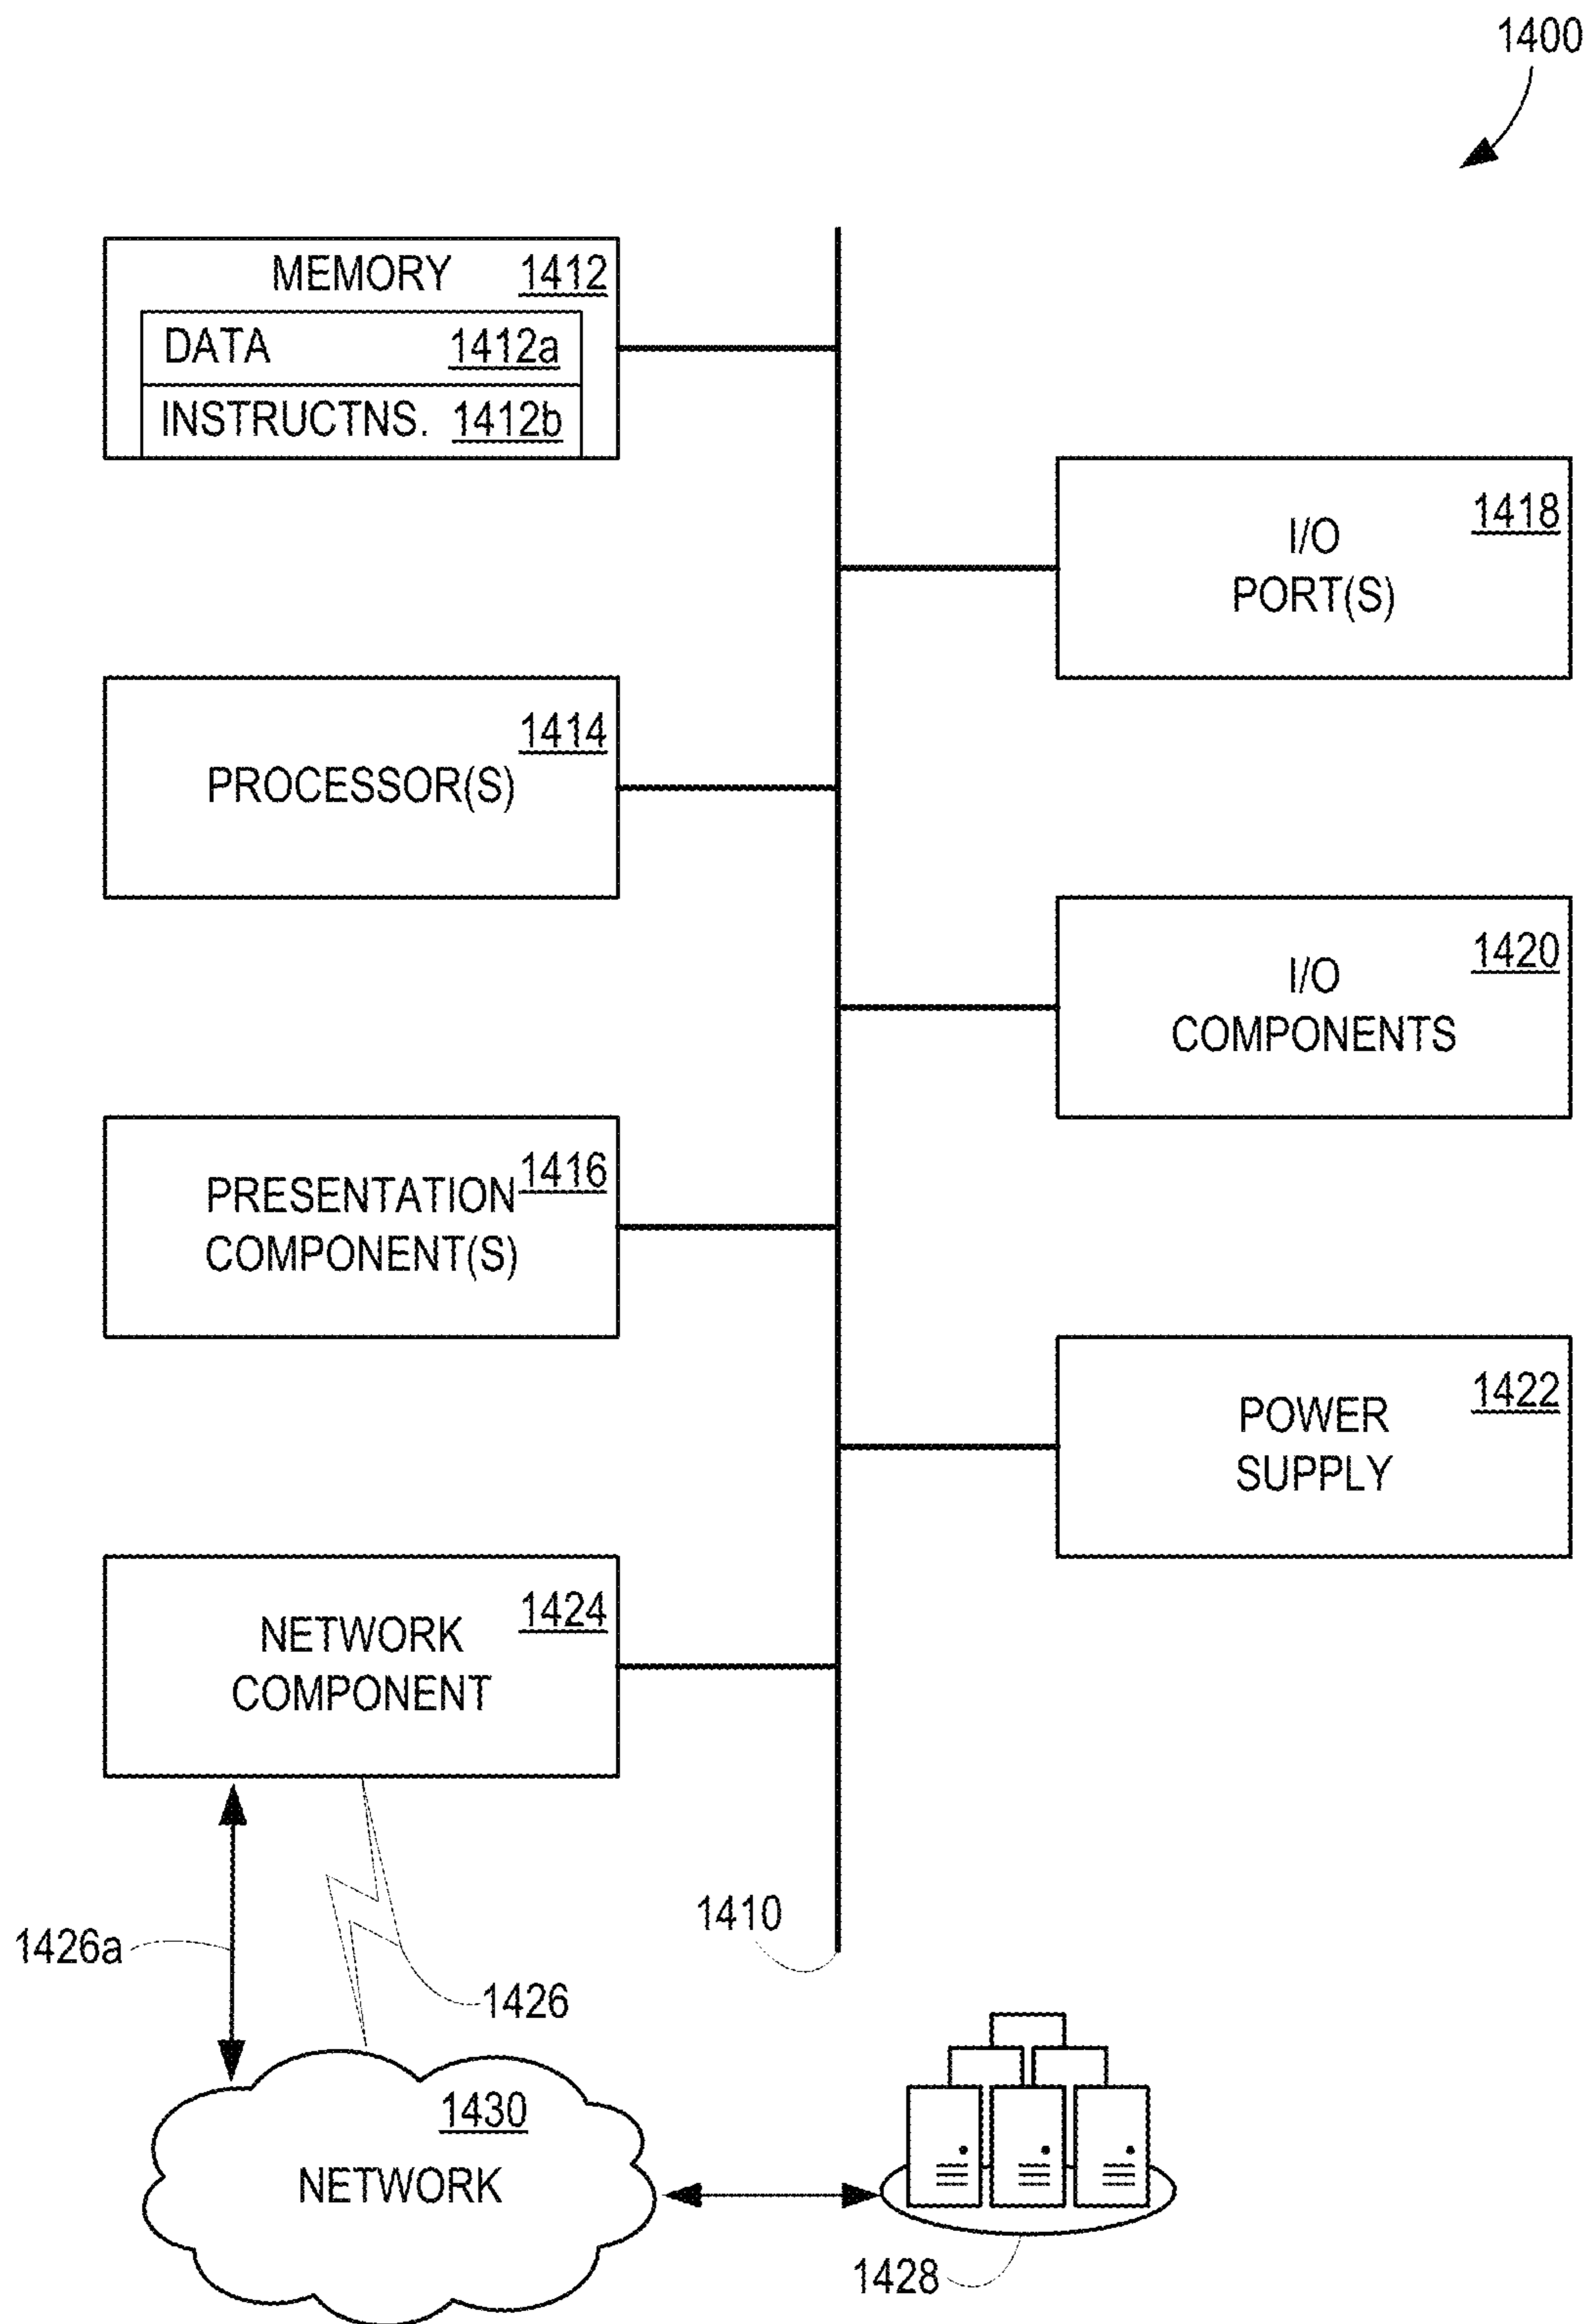 1400
MEMORY 1412
DATA 1412a
INSTRUCTNS. 1412b
I/O
PORT(S)
1418
PROCESSOR(S)
1414
I/O
COMPONENTS
1420
PRESENTATION
COMPONENT(S)
1416
POWER
SUPPLY
1422
NETWORK
COMPONENT
1424
1410
1426a
1426
1430
NETWORK
1428